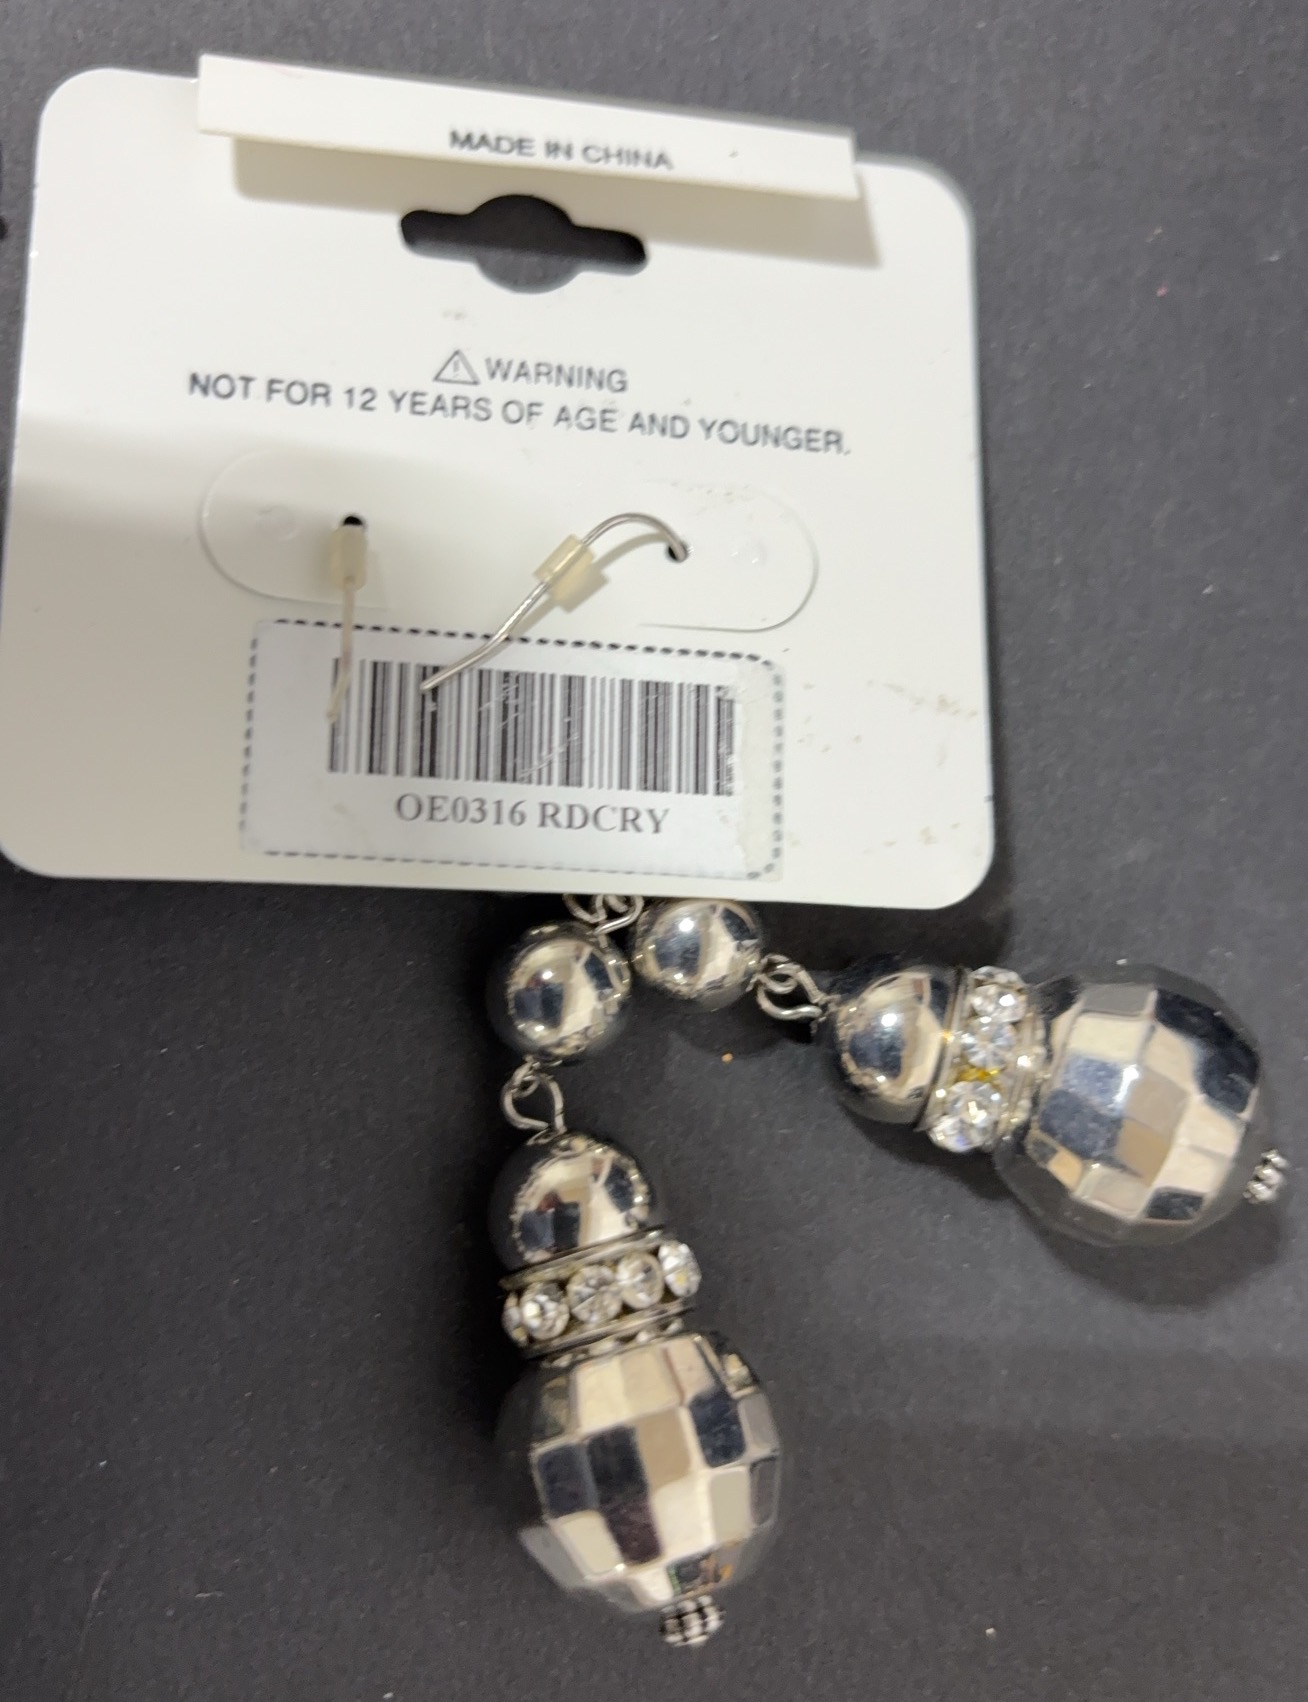 MADE IN CHINA
WARNING
NOT FOR 12 YEARS OF AGE AND YOUNGER.
OE0316 RDCRY